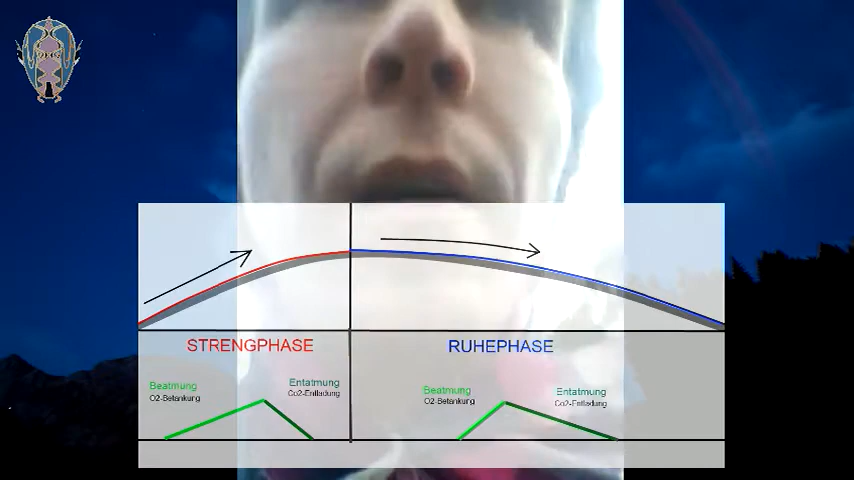 STRENGPHASE
RUHEPHASE
Beatmung
O2-Betankung
Entatmung
Co2-Entladung
Beatmung
O2-Betankung
Entatmung
Co2-Entladung